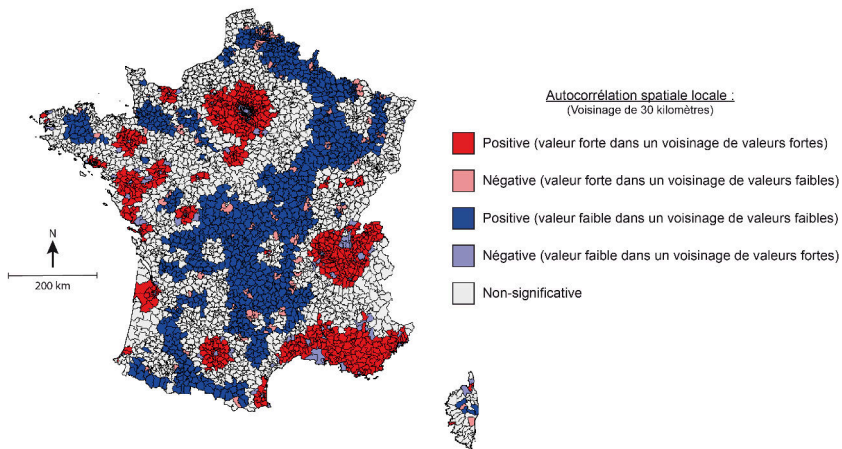 Autocorrélation spatiale locale :
(Voisinage de 30 kilomètres)
Positive (valeur forte dans un voisinage de valeurs fortes)
Négative (valeur forte dans un voisinage de valeurs faibles)
Positive (valeur faible dans un voisinage de valeurs faibles)
Négative (valeur faible dans un voisinage de valeurs fortes)
Non-significative
N
200 km